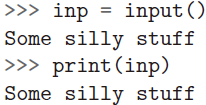 >>> inp = input()
Some silly stuff
>>> print(inp)
Some silly stuff